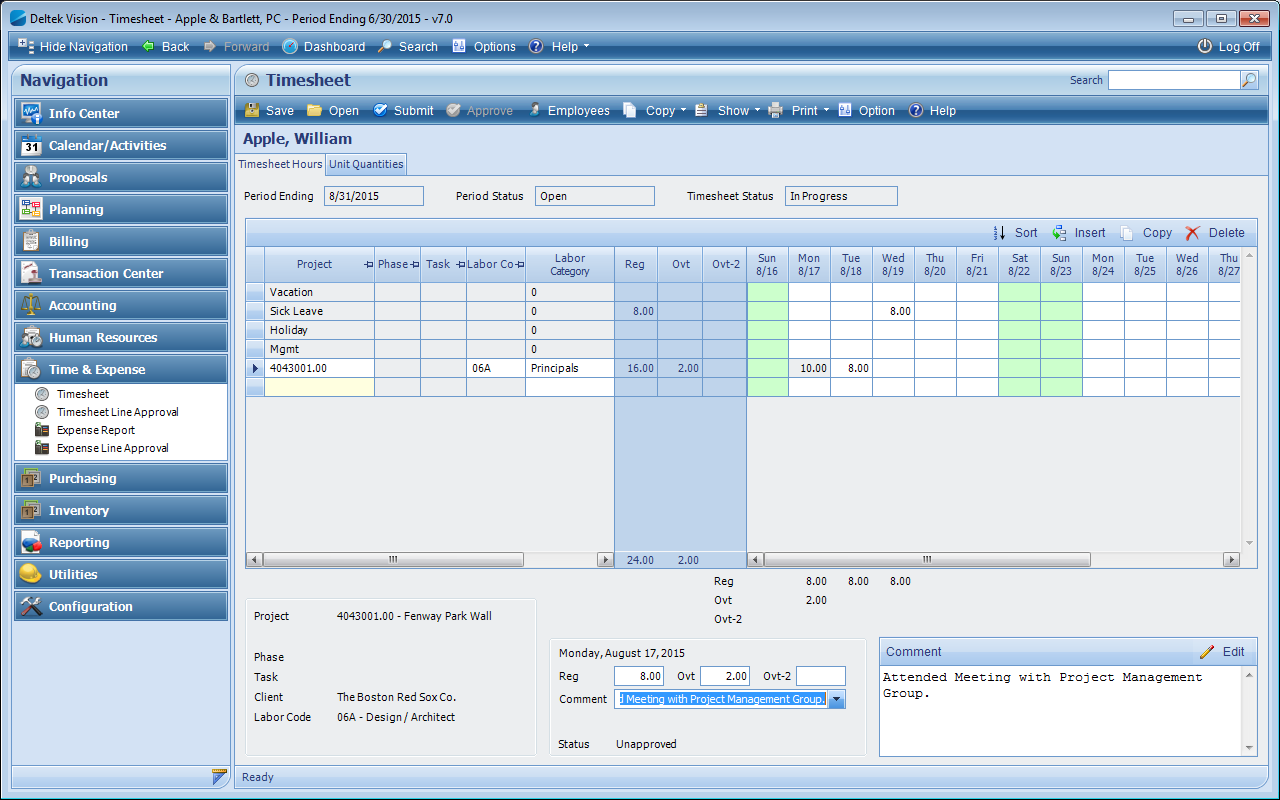 Deltek Vision - Timesheet - Apple & Bartlett, PC - Period Ending 6/30/2015 - v7.0
Hide Navigation Back Forward Dashboard Search Options Help Log Off
Navigation
Info Center
31 Calendar/Activities
Proposals
Planning
Billing
Transaction Center
Accounting
Human Resources
Time & Expense
Timesheet
Timesheet Line Approval
Expense Report
Expense Line Approval
Purchasing
Inventory
Reporting
Utilities
Configuration
Timesheet Search
Save Open Submit Approve Employees Copy Show Print Option Help
Apple, William
Timesheet Hours Unit Quantities
Period Ending 8/31/2015 Period Status Open Timesheet Status In Progress
Sort Insert Copy Delete
Project Phase Task Labor Co Labor Category Reg Ovt Ovt-2 Sun 8/16 Mon 8/17 Tue 8/18 Wed 8/19 Thu 8/20 Fri 8/21 Sat 8/22 Sun 8/23 Mon 8/24 Tue 8/25 Wed 8/26 Thu 8/27
Vacation 0
Sick Leave 0 8.00 8.00
Holiday 0
Mgmt 0
4043001.00 06A Principals 16.00 2.00 10.00 8.00
24.00 2.00
Reg 8.00 8.00 8.00
Ovt 2.00
Ovt-2
Project 4043001.00 - Fenway Park Wall
Phase
Task
Client The Boston Red Sox Co.
Labor Code 06A - Design / Architect
Monday, August 17, 2015
Reg 8.00 Ovt 2.00 Ovt-2
Comment d Meeting with Project Management Group.
Status Unapproved
Comment Edit
Attended Meeting with Project Management
Group.
Ready